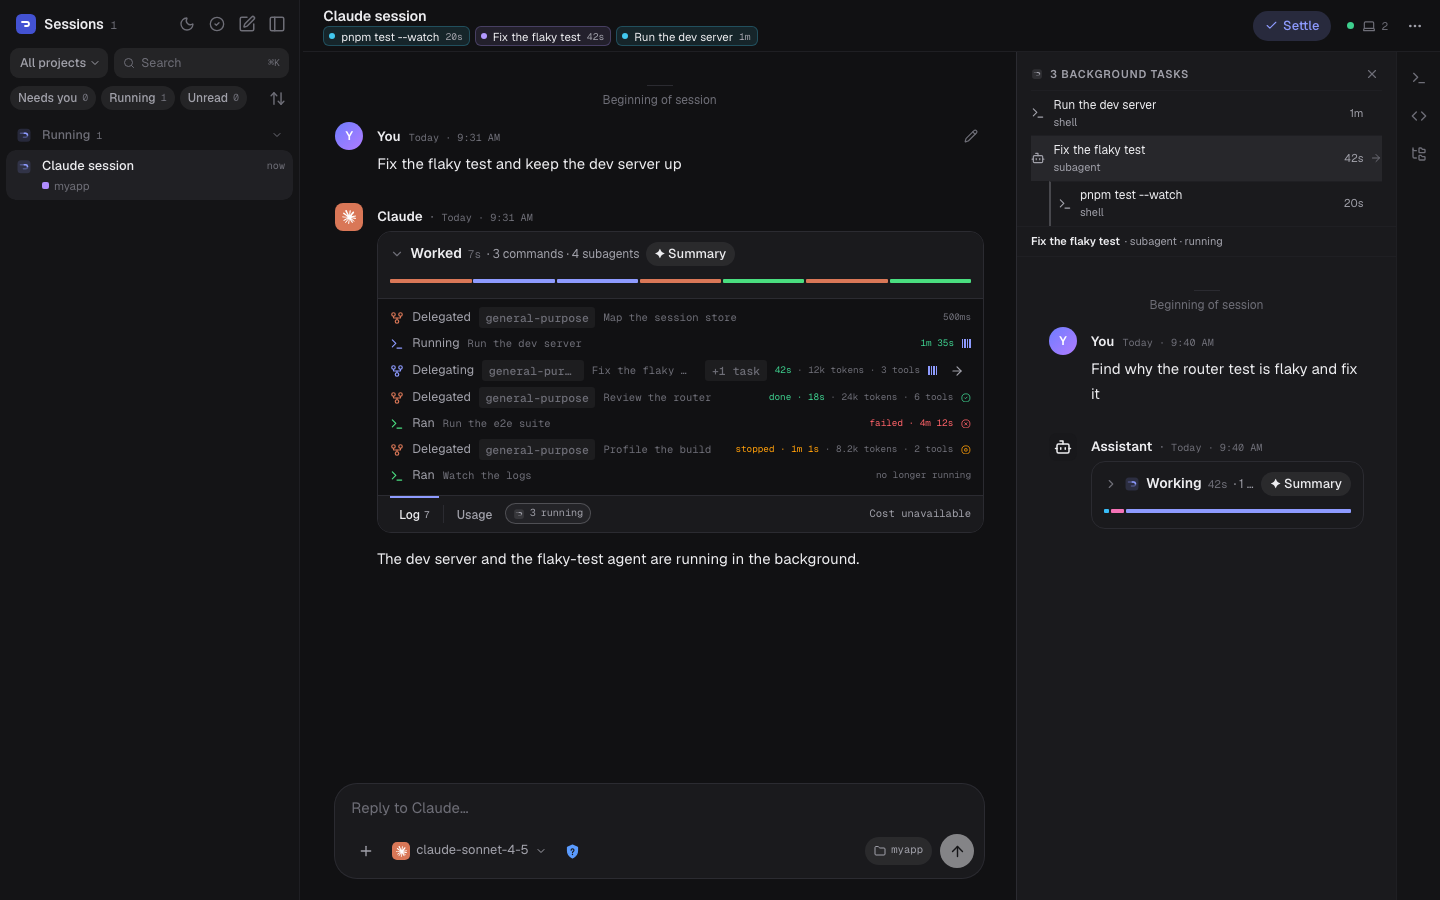 Sessions 1
All projects
Search ⌘K
Needs you 0
Running 1
Unread 0
Running 1
Claude session now
myapp
Claude session
pnpm test --watch 20s
Fix the flaky test 42s
Run the dev server 1m
Settle
2
Beginning of session
Y
You Today · 9:31 AM
Fix the flaky test and keep the dev server up
Claude · Today · 9:31 AM
Worked 7s · 3 commands · 4 subagents Summary
Delegated general-purpose Map the session store 500ms
Running Run the dev server 1m 35s
Delegating general-pur… Fix the flaky … +1 task 42s · 12k tokens · 3 tools
Delegated general-purpose Review the router done · 18s · 24k tokens · 6 tools
Ran Run the e2e suite failed · 4m 12s
Delegated general-purpose Profile the build stopped · 1m 1s · 8.2k tokens · 2 tools
Ran Watch the logs no longer running
Log 7 Usage 3 running Cost unavailable
The dev server and the flaky-test agent are running in the background.
Reply to Claude…
claude-sonnet-4-5
myapp
3 BACKGROUND TASKS
Run the dev server 1m
shell
Fix the flaky test 42s
subagent
pnpm test --watch 20s
shell
Fix the flaky test · subagent · running
Beginning of session
Y
You Today · 9:40 AM
Find why the router test is flaky and fix
it
Assistant · Today · 9:40 AM
Working 42s · 1 … Summary